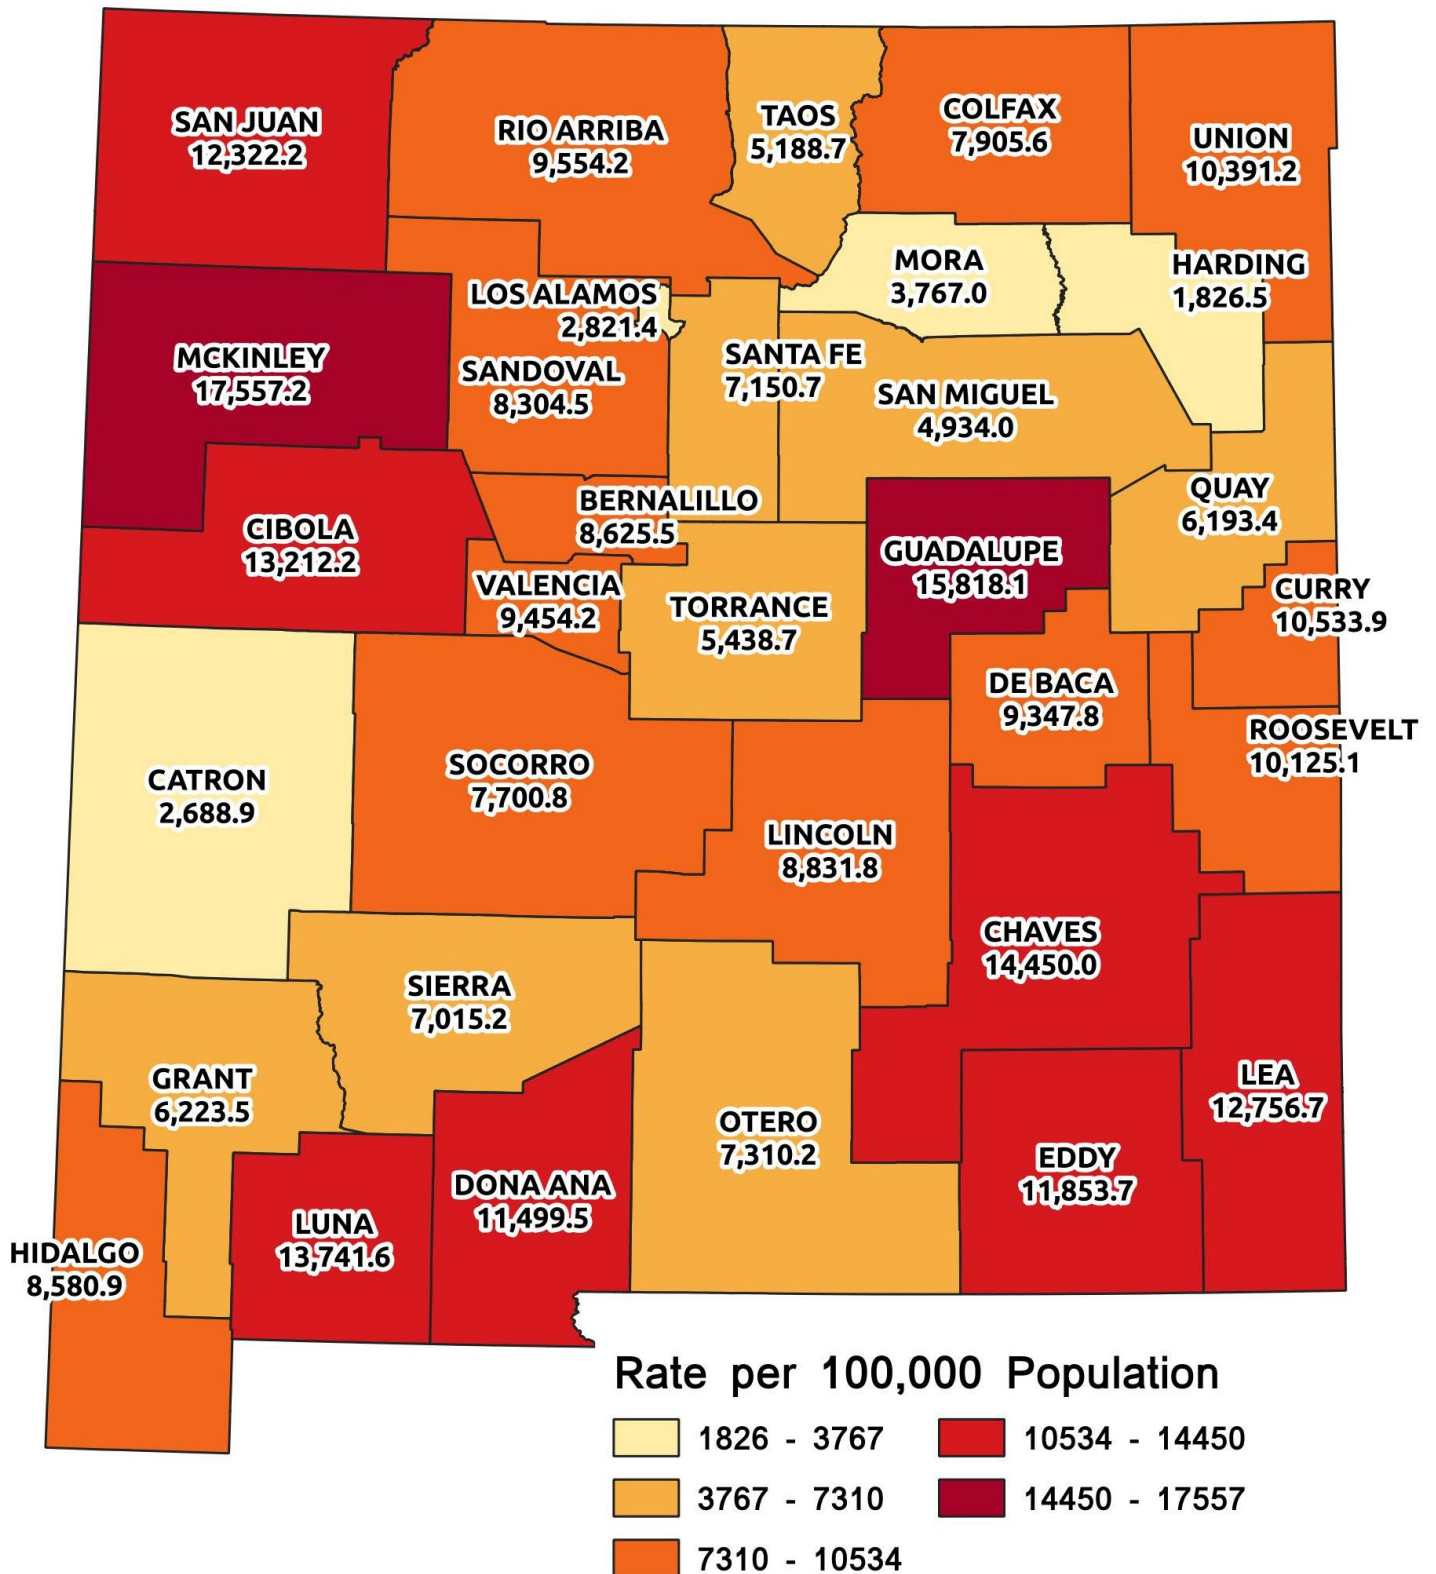 SAN JUAN
12,322.2
RIO ARRIBA
9,554.2
TAOS
5,188.7
COLFAX
7,905.6
UNION
10,391.2
MORA
3,767.0
HARDING
1,826.5
LOS ALAMOS
2,821.4
MCKINLEY
17,557.2
SANDOVAL
8,304.5
SANTA FE
7,150.7
SAN MIGUEL
4,934.0
QUAY
6,193.4
BERNALILLO
8,625.5
CIBOLA
13,212.2
GUADALUPE
15,818.1
VALENCIA
9,454.2
TORRANCE
5,438.7
CURRY
10,533.9
DE BACA
9,347.8
ROOSEVELT
10,125.1
CATRON
2,688.9
SOCORRO
7,700.8
LINCOLN
8,831.8
CHAVES
14,450.0
SIERRA
7,015.2
GRANT
6,223.5
LEA
12,756.7
OTERO
7,310.2
EDDY
11,853.7
DONA ANA
11,499.5
LUNA
13,741.6
HIDALGO
8,580.9
Rate per 100,000 Population
1826 - 3767
10534 - 14450
3767 - 7310
14450 - 17557
7310 - 10534